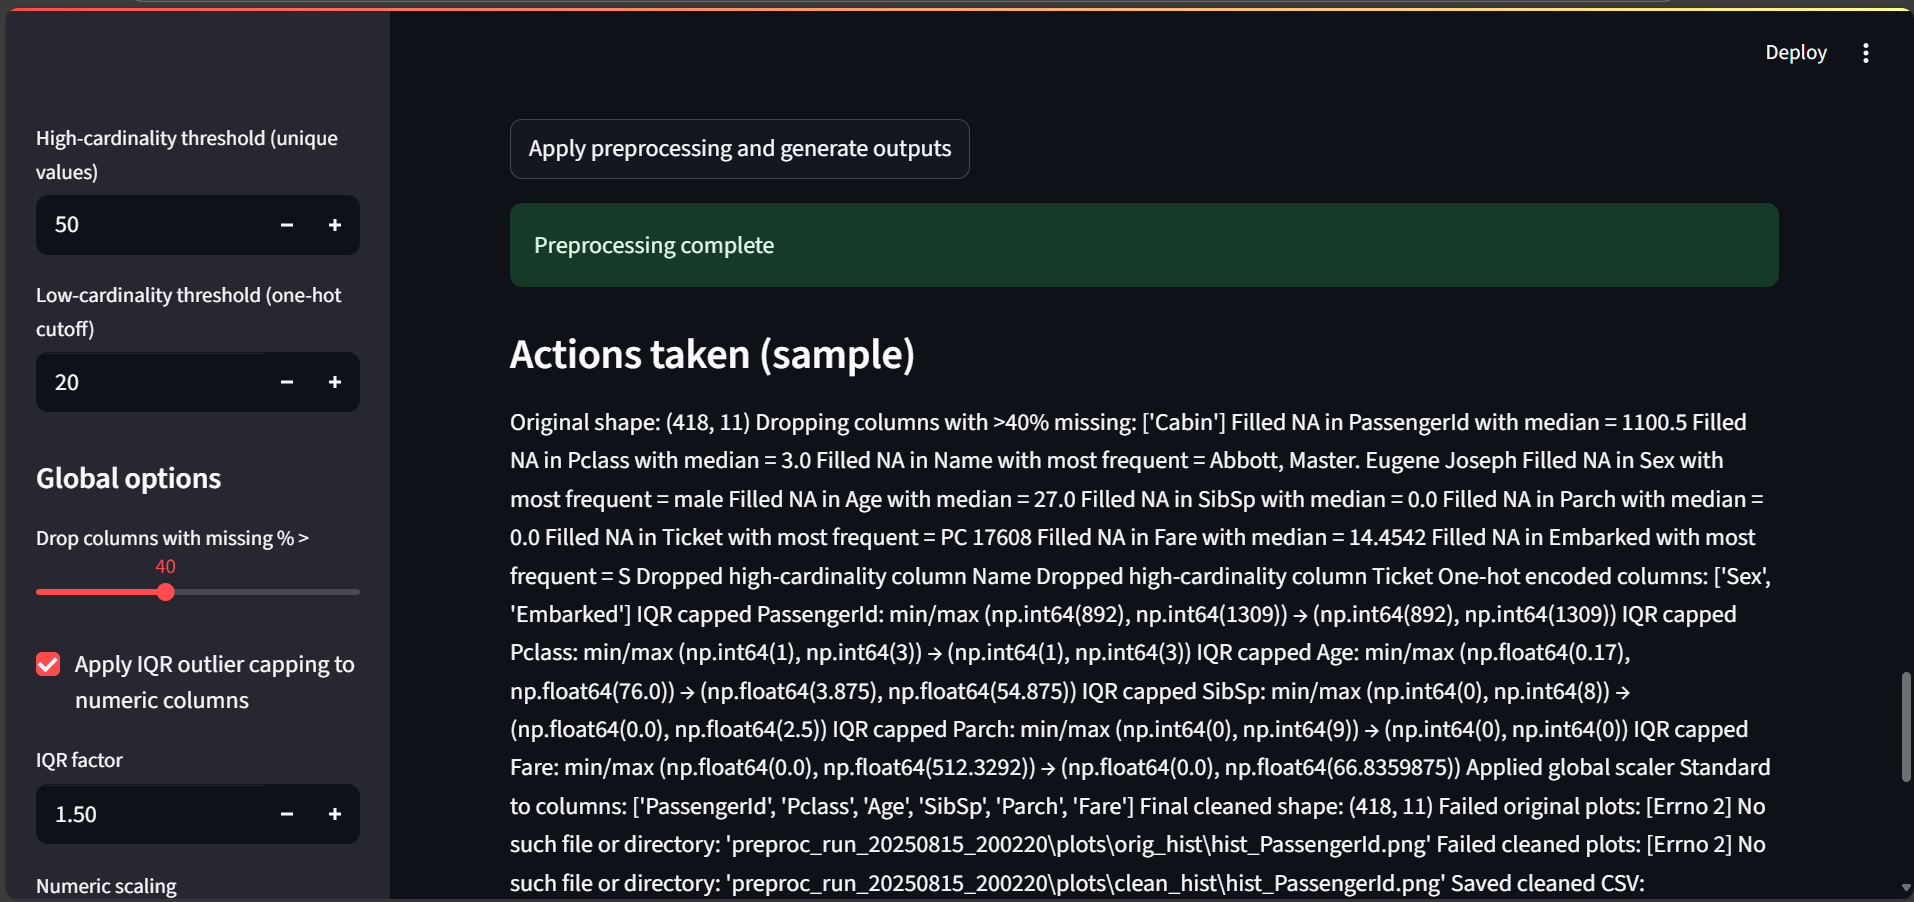 Deploy
High-cardinality threshold (unique
values)
50
Low-cardinality threshold (one-hot
cutoff)
20
Global options
Drop columns with missing % >
40
Apply IQR outlier capping to
numeric columns
IQR factor
1.50
Numeric scaling
Apply preprocessing and generate outputs
Preprocessing complete
Actions taken (sample)
Original shape: (418, 11) Dropping columns with >40% missing: ['Cabin'] Filled NA in PassengerId with median = 1100.5 Filled
NA in Pclass with median = 3.0 Filled NA in Name with most frequent = Abbott, Master. Eugene Joseph Filled NA in Sex with
most frequent = male Filled NA in Age with median = 27.0 Filled NA in SibSp with median = 0.0 Filled NA in Parch with median =
0.0 Filled NA in Ticket with most frequent = PC 17608 Filled NA in Fare with median = 14.4542 Filled NA in Embarked with most
frequent = S Dropped high-cardinality column Name Dropped high-cardinality column Ticket One-hot encoded columns: ['Sex',
'Embarked'] IQR capped PassengerId: min/max (np.int64(892), np.int64(1309)) → (np.int64(892), np.int64(1309)) IQR capped
Pclass: min/max (np.int64(1), np.int64(3)) → (np.int64(1), np.int64(3)) IQR capped Age: min/max (np.float64(0.17),
np.float64(76.0)) → (np.float64(3.875), np.float64(54.875)) IQR capped SibSp: min/max (np.int64(0), np.int64(8)) →
(np.float64(0.0), np.float64(2.5)) IQR capped Parch: min/max (np.int64(0), np.int64(9)) → (np.int64(0), np.int64(0)) IQR capped
Fare: min/max (np.float64(0.0), np.float64(512.3292)) → (np.float64(0.0), np.float64(66.8359875)) Applied global scaler Standard
to columns: ['PassengerId', 'Pclass', 'Age', 'SibSp', 'Parch', 'Fare'] Final cleaned shape: (418, 11) Failed original plots: [Errno 2] No
such file or directory: 'preproc_run_20250815_200220\plots\orig_hist\hist_PassengerId.png' Failed cleaned plots: [Errno 2] No
such file or directory: 'preproc_run_20250815_200220\plots\clean_hist\hist_PassengerId.png' Saved cleaned CSV: